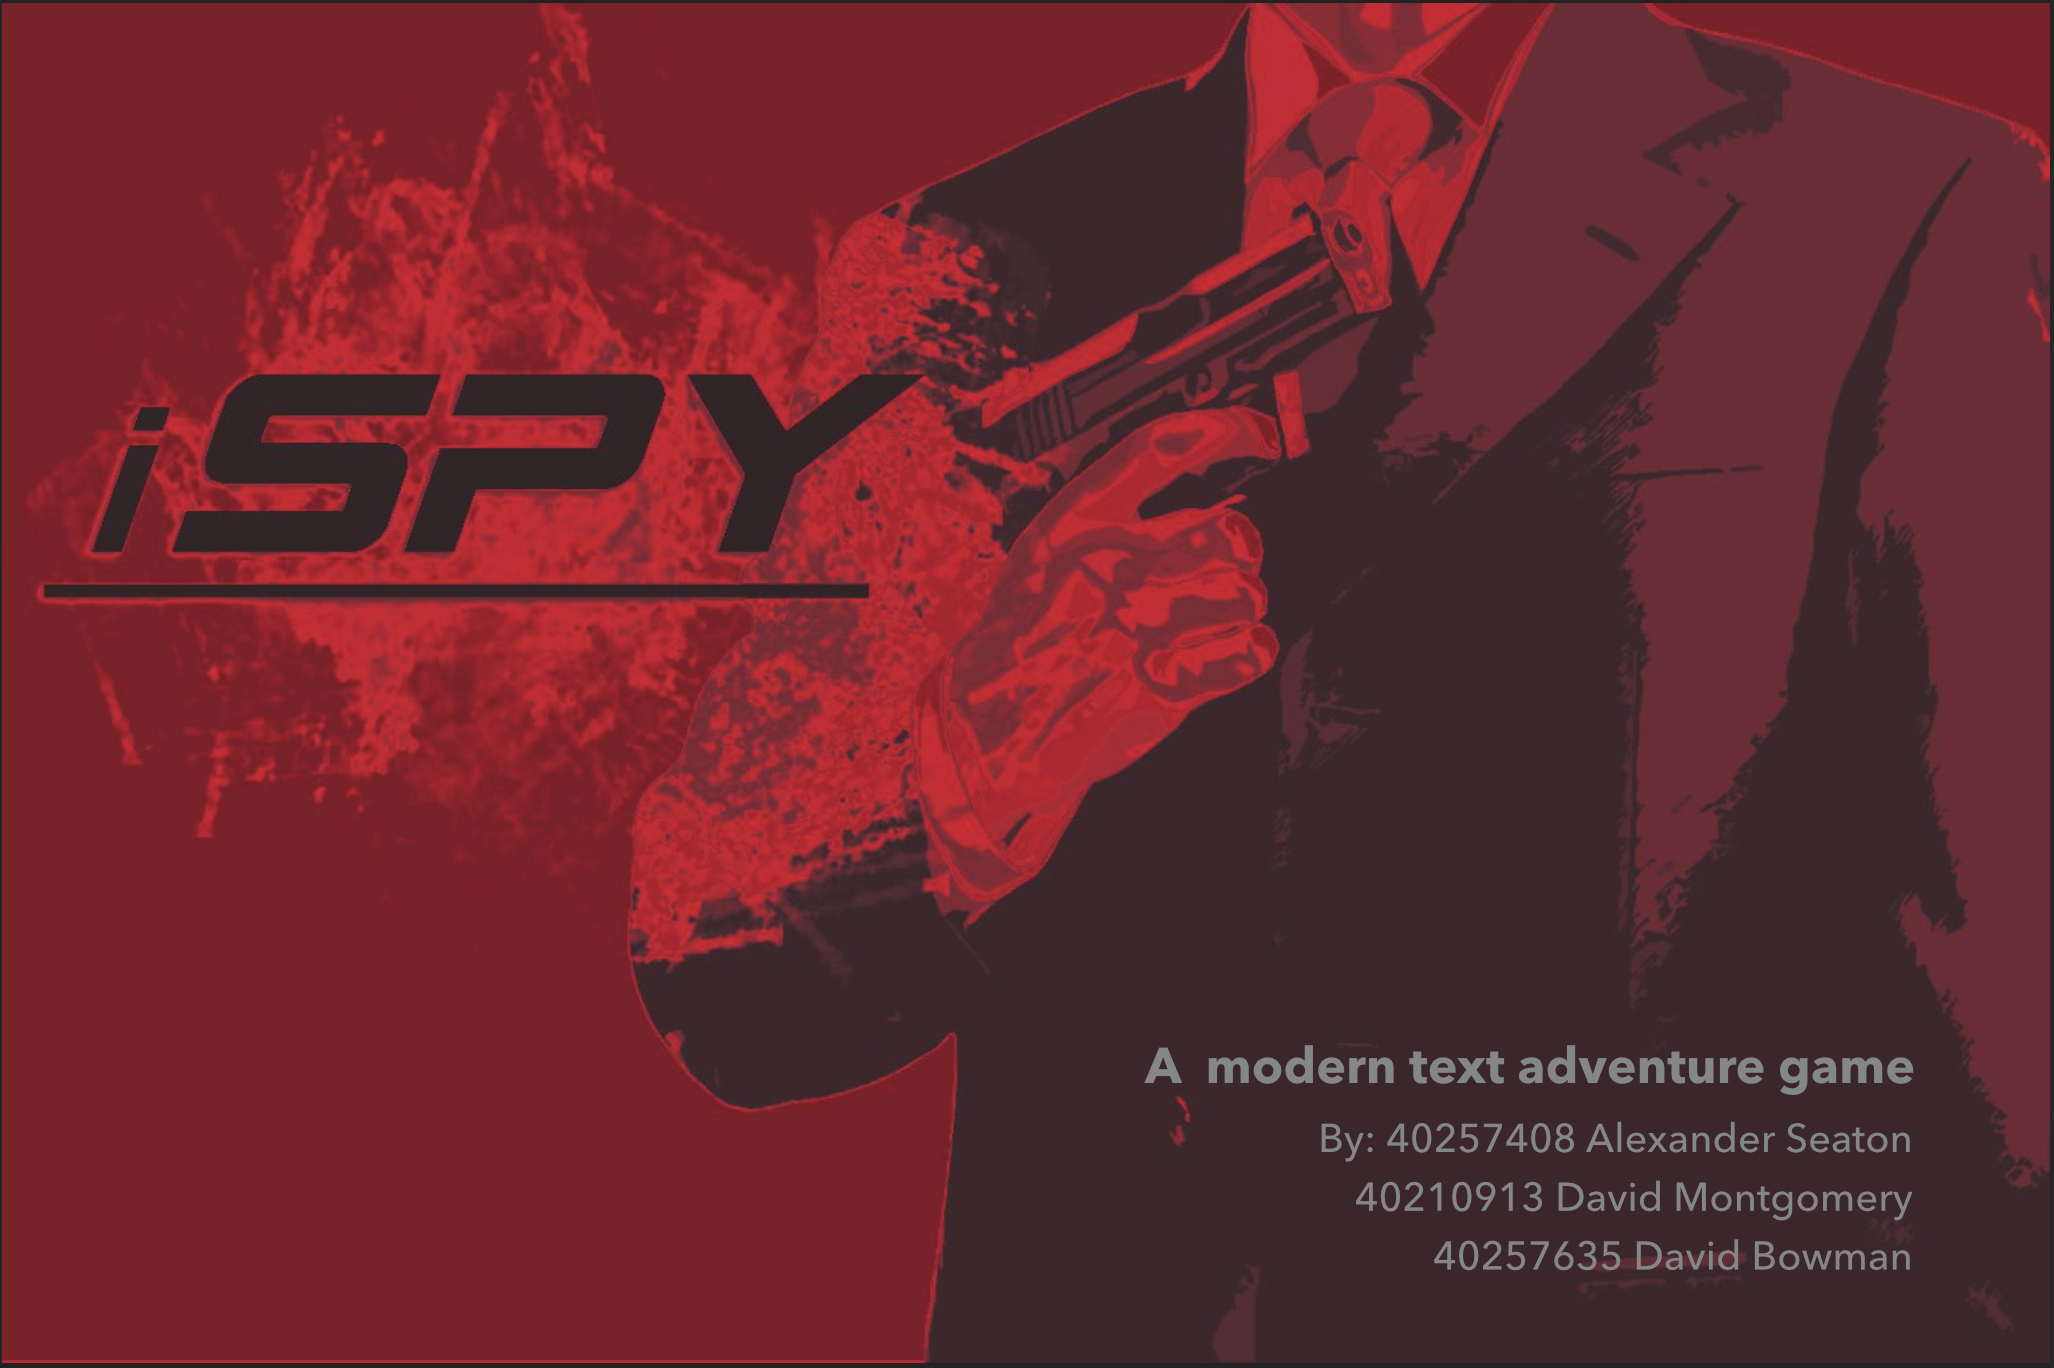 iSPY
A modern text adventure game
By: 40257408 Alexander Seaton
40210913 David Montgomery
40257635 David Bowman